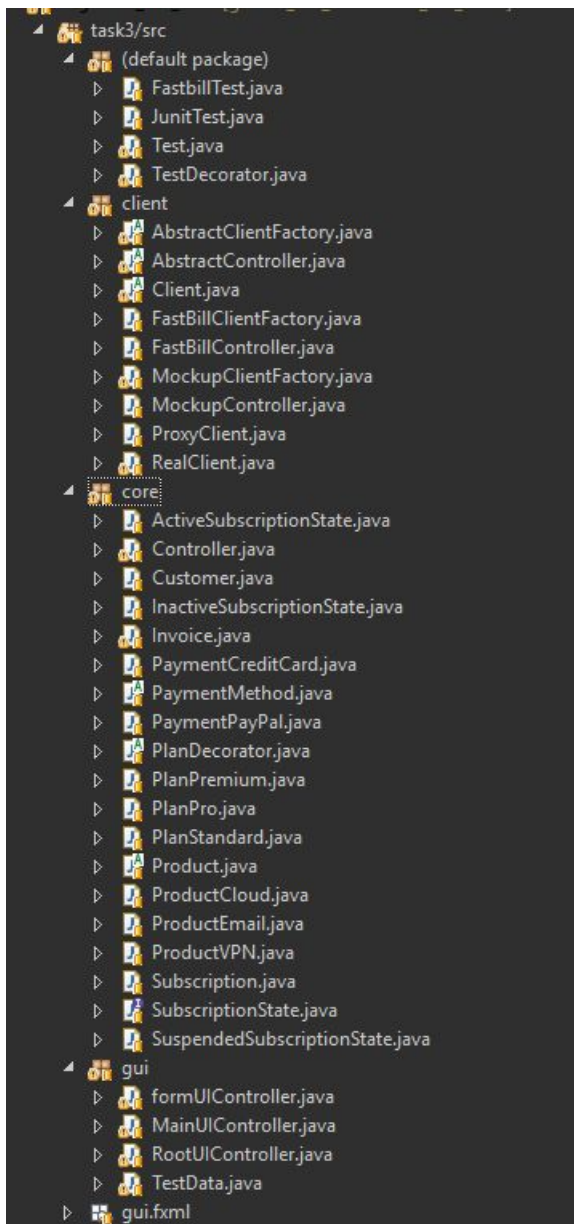 task3/src
(default package)
FastbillTest.java
JunitTest.java
Test.java
TestDecorator.java
client
AbstractClientFactory.java
AbstractController.java
Client.java
FastBillClientFactory.java
FastBillController.java
MockupClientFactory.java
MockupController.java
ProxyClient.java
RealClient.java
core
ActiveSubscriptionState.java
Controller.java
Customer.java
InactiveSubscriptionState.java
Invoice.java
PaymentCreditCard.java
PaymentMethod.java
PaymentPayPal.java
PlanDecorator.java
PlanPremium.java
PlanPro.java
PlanStandard.java
Product.java
ProductCloud.java
ProductEmail.java
ProductVPN.java
Subscription.java
SubscriptionState.java
SuspendedSubscriptionState.java
gui
formUIController.java
MainUIController.java
RootUIController.java
TestData.java
gui.fxml